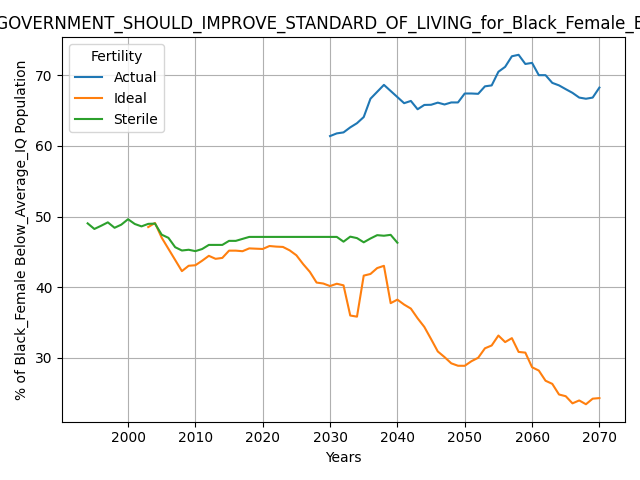 GOVERNMENT_SHOULD_IMPROVE_STANDARD_OF_LIVING_for_Black_Female_B
Fertility
Actual
Ideal
Sterile
% of Black_Female Below_Average_IQ Population
70
60
50
40
30
2000 2010 2020 2030 2040 2050 2060 2070
Years